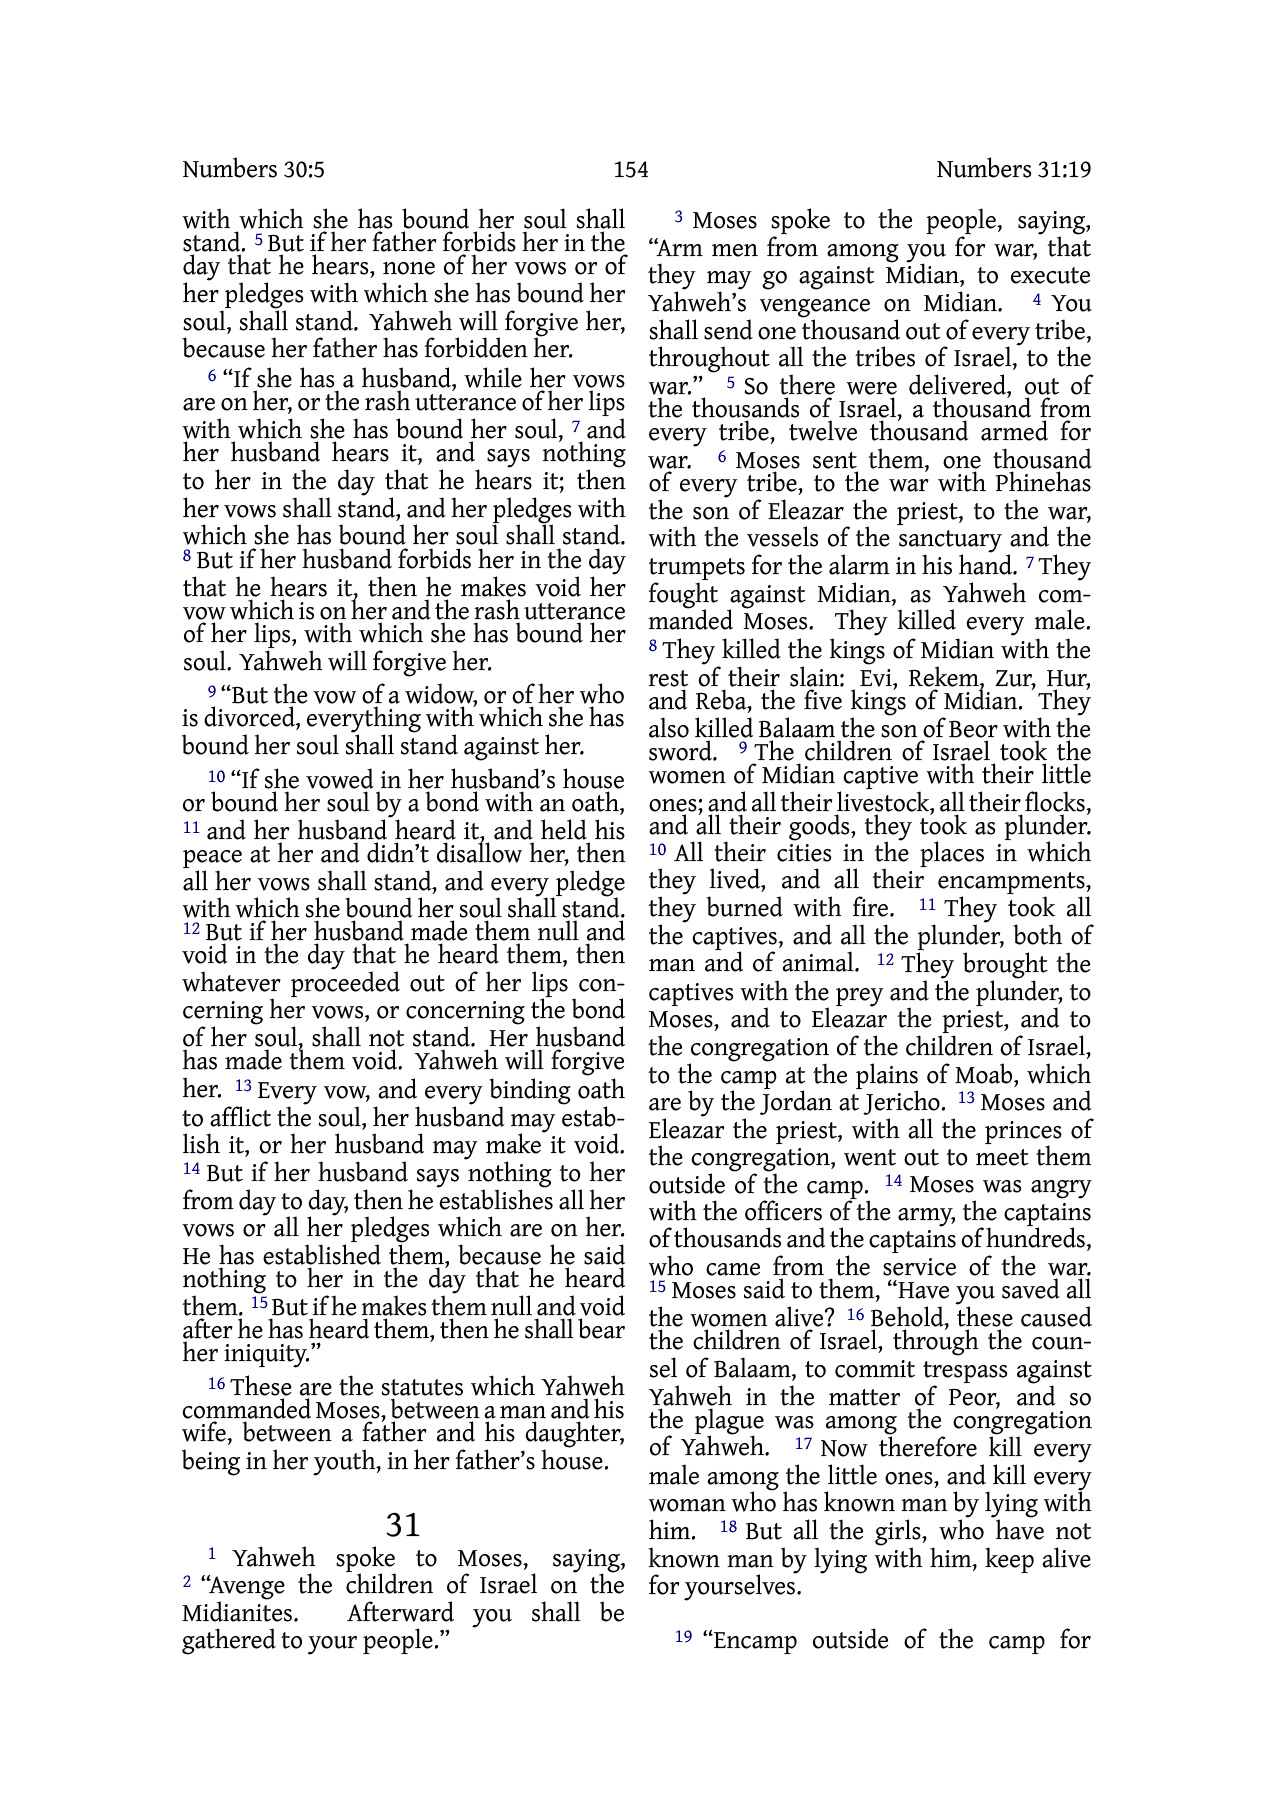 Numbers 30:5 154 Numbers 31:19
with which she has bound her soul shall
stand. 5 But if her father forbids her in the
day that he hears, none of her vows or of
her pledges with which she has bound her
soul, shall stand. Yahweh will forgive her,
because her father has forbidden her.
6 “If she has a husband, while her vows
are on her, or the rash utterance of her lips
with which she has bound her soul, 7 and
her husband hears it, and says nothing
to her in the day that he hears it; then
her vows shall stand, and her pledges with
which she has bound her soul shall stand.
8 But if her husband forbids her in the day
that he hears it, then he makes void her
vow which is on her and the rash utterance
of her lips, with which she has bound her
soul. Yahweh will forgive her.
9 “But the vow of a widow, or of her who
is divorced, everything with which she has
bound her soul shall stand against her.
10 “If she vowed in her husband’s house
or bound her soul by a bond with an oath,
11 and her husband heard it, and held his
peace at her and didn’t disallow her, then
all her vows shall stand, and every pledge
with which she bound her soul shall stand.
12 But if her husband made them null and
void in the day that he heard them, then
whatever proceeded out of her lips con-
cerning her vows, or concerning the bond
of her soul, shall not stand. Her husband
has made them void. Yahweh will forgive
her. 13 Every vow, and every binding oath
to afflict the soul, her husband may estab-
lish it, or her husband may make it void.
14 But if her husband says nothing to her
from day to day, then he establishes all her
vows or all her pledges which are on her.
He has established them, because he said
nothing to her in the day that he heard
them. 15 But if he makes them null and void
after he has heard them, then he shall bear
her iniquity.”
16 These are the statutes which Yahweh
commanded Moses, between a man and his
wife, between a father and his daughter,
being in her youth, in her father’s house.
31
1 Yahweh spoke to Moses, saying,
2 “Avenge the children of Israel on the
Midianites. Afterward you shall be
gathered to your people.”
3 Moses spoke to the people, saying,
“Arm men from among you for war, that
they may go against Midian, to execute
Yahweh’s vengeance on Midian. 4 You
shall send one thousand out of every tribe,
throughout all the tribes of Israel, to the
war.” 5 So there were delivered, out of
the thousands of Israel, a thousand from
every tribe, twelve thousand armed for
war. 6 Moses sent them, one thousand
of every tribe, to the war with Phinehas
the son of Eleazar the priest, to the war,
with the vessels of the sanctuary and the
trumpets for the alarm in his hand. 7 They
fought against Midian, as Yahweh com-
manded Moses. They killed every male.
8 They killed the kings of Midian with the
rest of their slain: Evi, Rekem, Zur, Hur,
and Reba, the five kings of Midian. They
also killed Balaam the son of Beor with the
sword. 9 The children of Israel took the
women of Midian captive with their little
ones; and all their livestock, all their flocks,
and all their goods, they took as plunder.
10 All their cities in the places in which
they lived, and all their encampments,
they burned with fire. 11 They took all
the captives, and all the plunder, both of
man and of animal. 12 They brought the
captives with the prey and the plunder, to
Moses, and to Eleazar the priest, and to
the congregation of the children of Israel,
to the camp at the plains of Moab, which
are by the Jordan at Jericho. 13 Moses and
Eleazar the priest, with all the princes of
the congregation, went out to meet them
outside of the camp. 14 Moses was angry
with the officers of the army, the captains
of thousands and the captains of hundreds,
who came from the service of the war.
15 Moses said to them, “Have you saved all
the women alive? 16 Behold, these caused
the children of Israel, through the coun-
sel of Balaam, to commit trespass against
Yahweh in the matter of Peor, and so
the plague was among the congregation
of Yahweh. 17 Now therefore kill every
male among the little ones, and kill every
woman who has known man by lying with
him. 18 But all the girls, who have not
known man by lying with him, keep alive
for yourselves.
19 “Encamp outside of the camp for